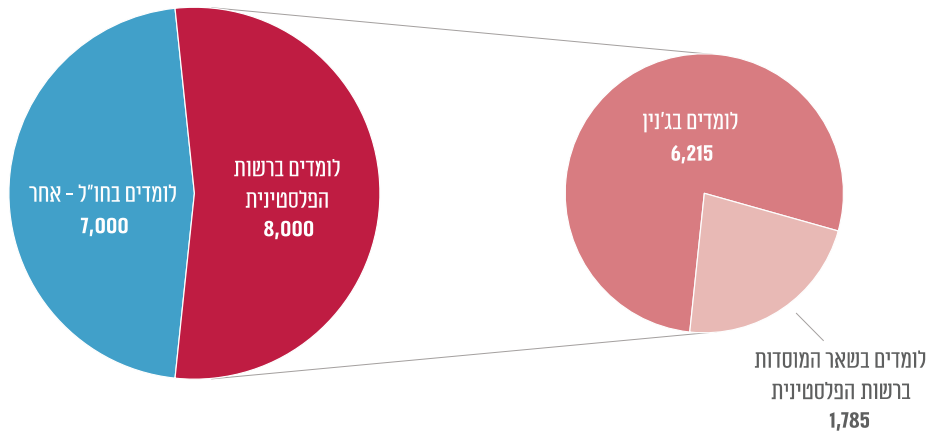 לומדים ברשות
הפלסטינית
8,000
לומדים בחו"ל - אחר
7,000
לומדים בג'נין
6,215
לומדים בשאר המוסדות
ברשות הפלסטינית
1,785